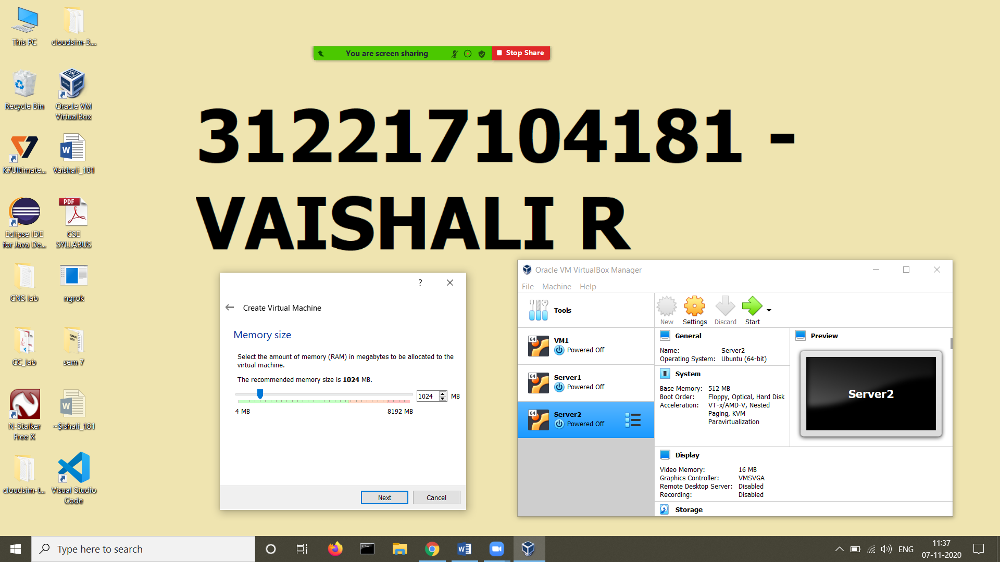 This PC
cloudsim-3....
Recycle Bin
Oracle VM
VirtualBox
K7Ultimate...
Vaishali_181
Eclipse IDE
for Java De...
CSE
SYLLABUS
CNS lab
ngrok
CC_lab
sem 7
N-Stalker
Free X
~$ishali_181
cloudsim-t...
Visual Studio
Code
You are screen sharing
Stop Share
312217104181 -
VAISHALI R
?
Create Virtual Machine
Memory size
Select the amount of memory (RAM) in megabytes to be allocated to the
virtual machine.
The recommended memory size is 1024 MB.
1024 MB
4 MB 8192 MB
Next Cancel
Oracle VM VirtualBox Manager
File Machine Help
Tools
New Settings Discard Start
64 VM1
Powered Off
64 Server1
Powered Off
64 Server2
Powered Off
General
Name: Server2
Operating System: Ubuntu (64-bit)
System
Base Memory: 512 MB
Boot Order: Floppy, Optical, Hard Disk
Acceleration: VT-x/AMD-V, Nested
Paging, KVM
Paravirtualization
Preview
Server2
Display
Video Memory: 16 MB
Graphics Controller: VMSVGA
Remote Desktop Server: Disabled
Recording: Disabled
Storage
Type here to search
ENG
11:37
07-11-2020